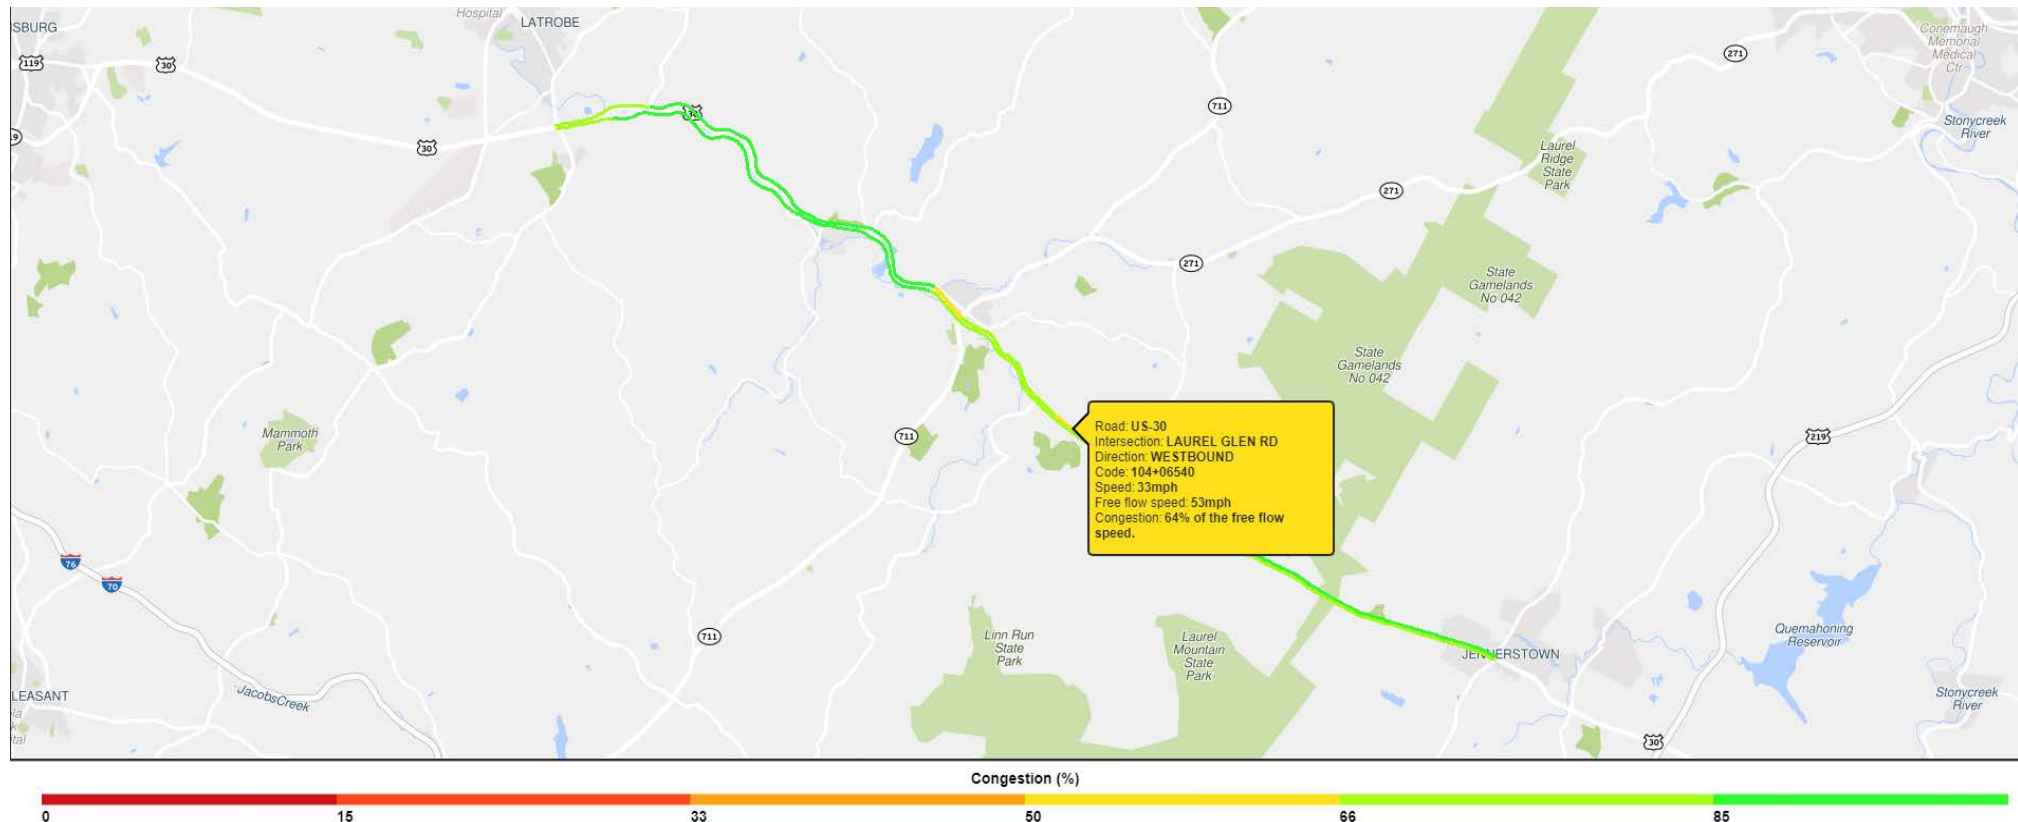 SBURG
Hospital
LATROBE
119
30
30
30
30
711
271
Conemaugh
Memorial
Medical
Ctr
Stonycreek
River
Laurel
Ridge
State
Park
271
271
State
Gamelands
No 042
State
Gamelands
No 042
Mammoth
Park
711
219
Road: US-30
Intersection: LAUREL GLEN RD
Direction: WESTBOUND
Code: 104+06540
Speed: 33mph
Free flow speed: 53mph
Congestion: 64% of the free flow
speed.
76
70
711
Linn Run
State
Park
Laurel
Mountain
State
Park
JENNERSTOWN
Quemahoning
Reservoir
LEASANT
JacobsCreek
Stonycreek
River
30
Congestion (%)
0 15 33 50 66 85